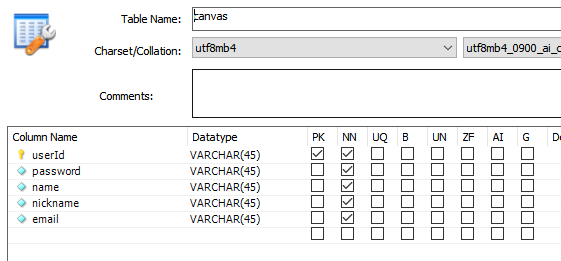 Table Name: canvas
Charset/Collation: utf8mb4 utf8mb4_0900_ai_c
Comments:
Column Name Datatype PK NN UQ B UN ZF AI G De
userId VARCHAR(45)
password VARCHAR(45)
name VARCHAR(45)
nickname VARCHAR(45)
email VARCHAR(45)